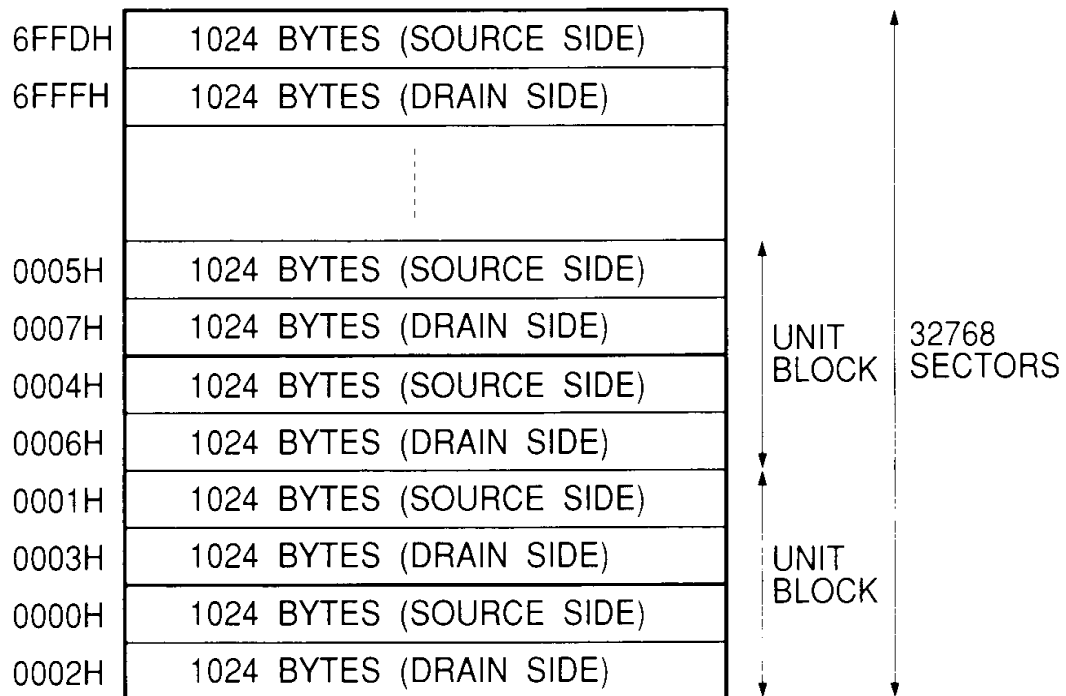 6FFDH 1024 BYTES (SOURCE SIDE)
6FFFH 1024 BYTES (DRAIN SIDE)
0005H 1024 BYTES (SOURCE SIDE)
0007H 1024 BYTES (DRAIN SIDE)
0004H 1024 BYTES (SOURCE SIDE)
0006H 1024 BYTES (DRAIN SIDE)
UNIT
BLOCK
32768
SECTORS
0001H 1024 BYTES (SOURCE SIDE)
0003H 1024 BYTES (DRAIN SIDE)
0000H 1024 BYTES (SOURCE SIDE)
0002H 1024 BYTES (DRAIN SIDE)
UNIT
BLOCK